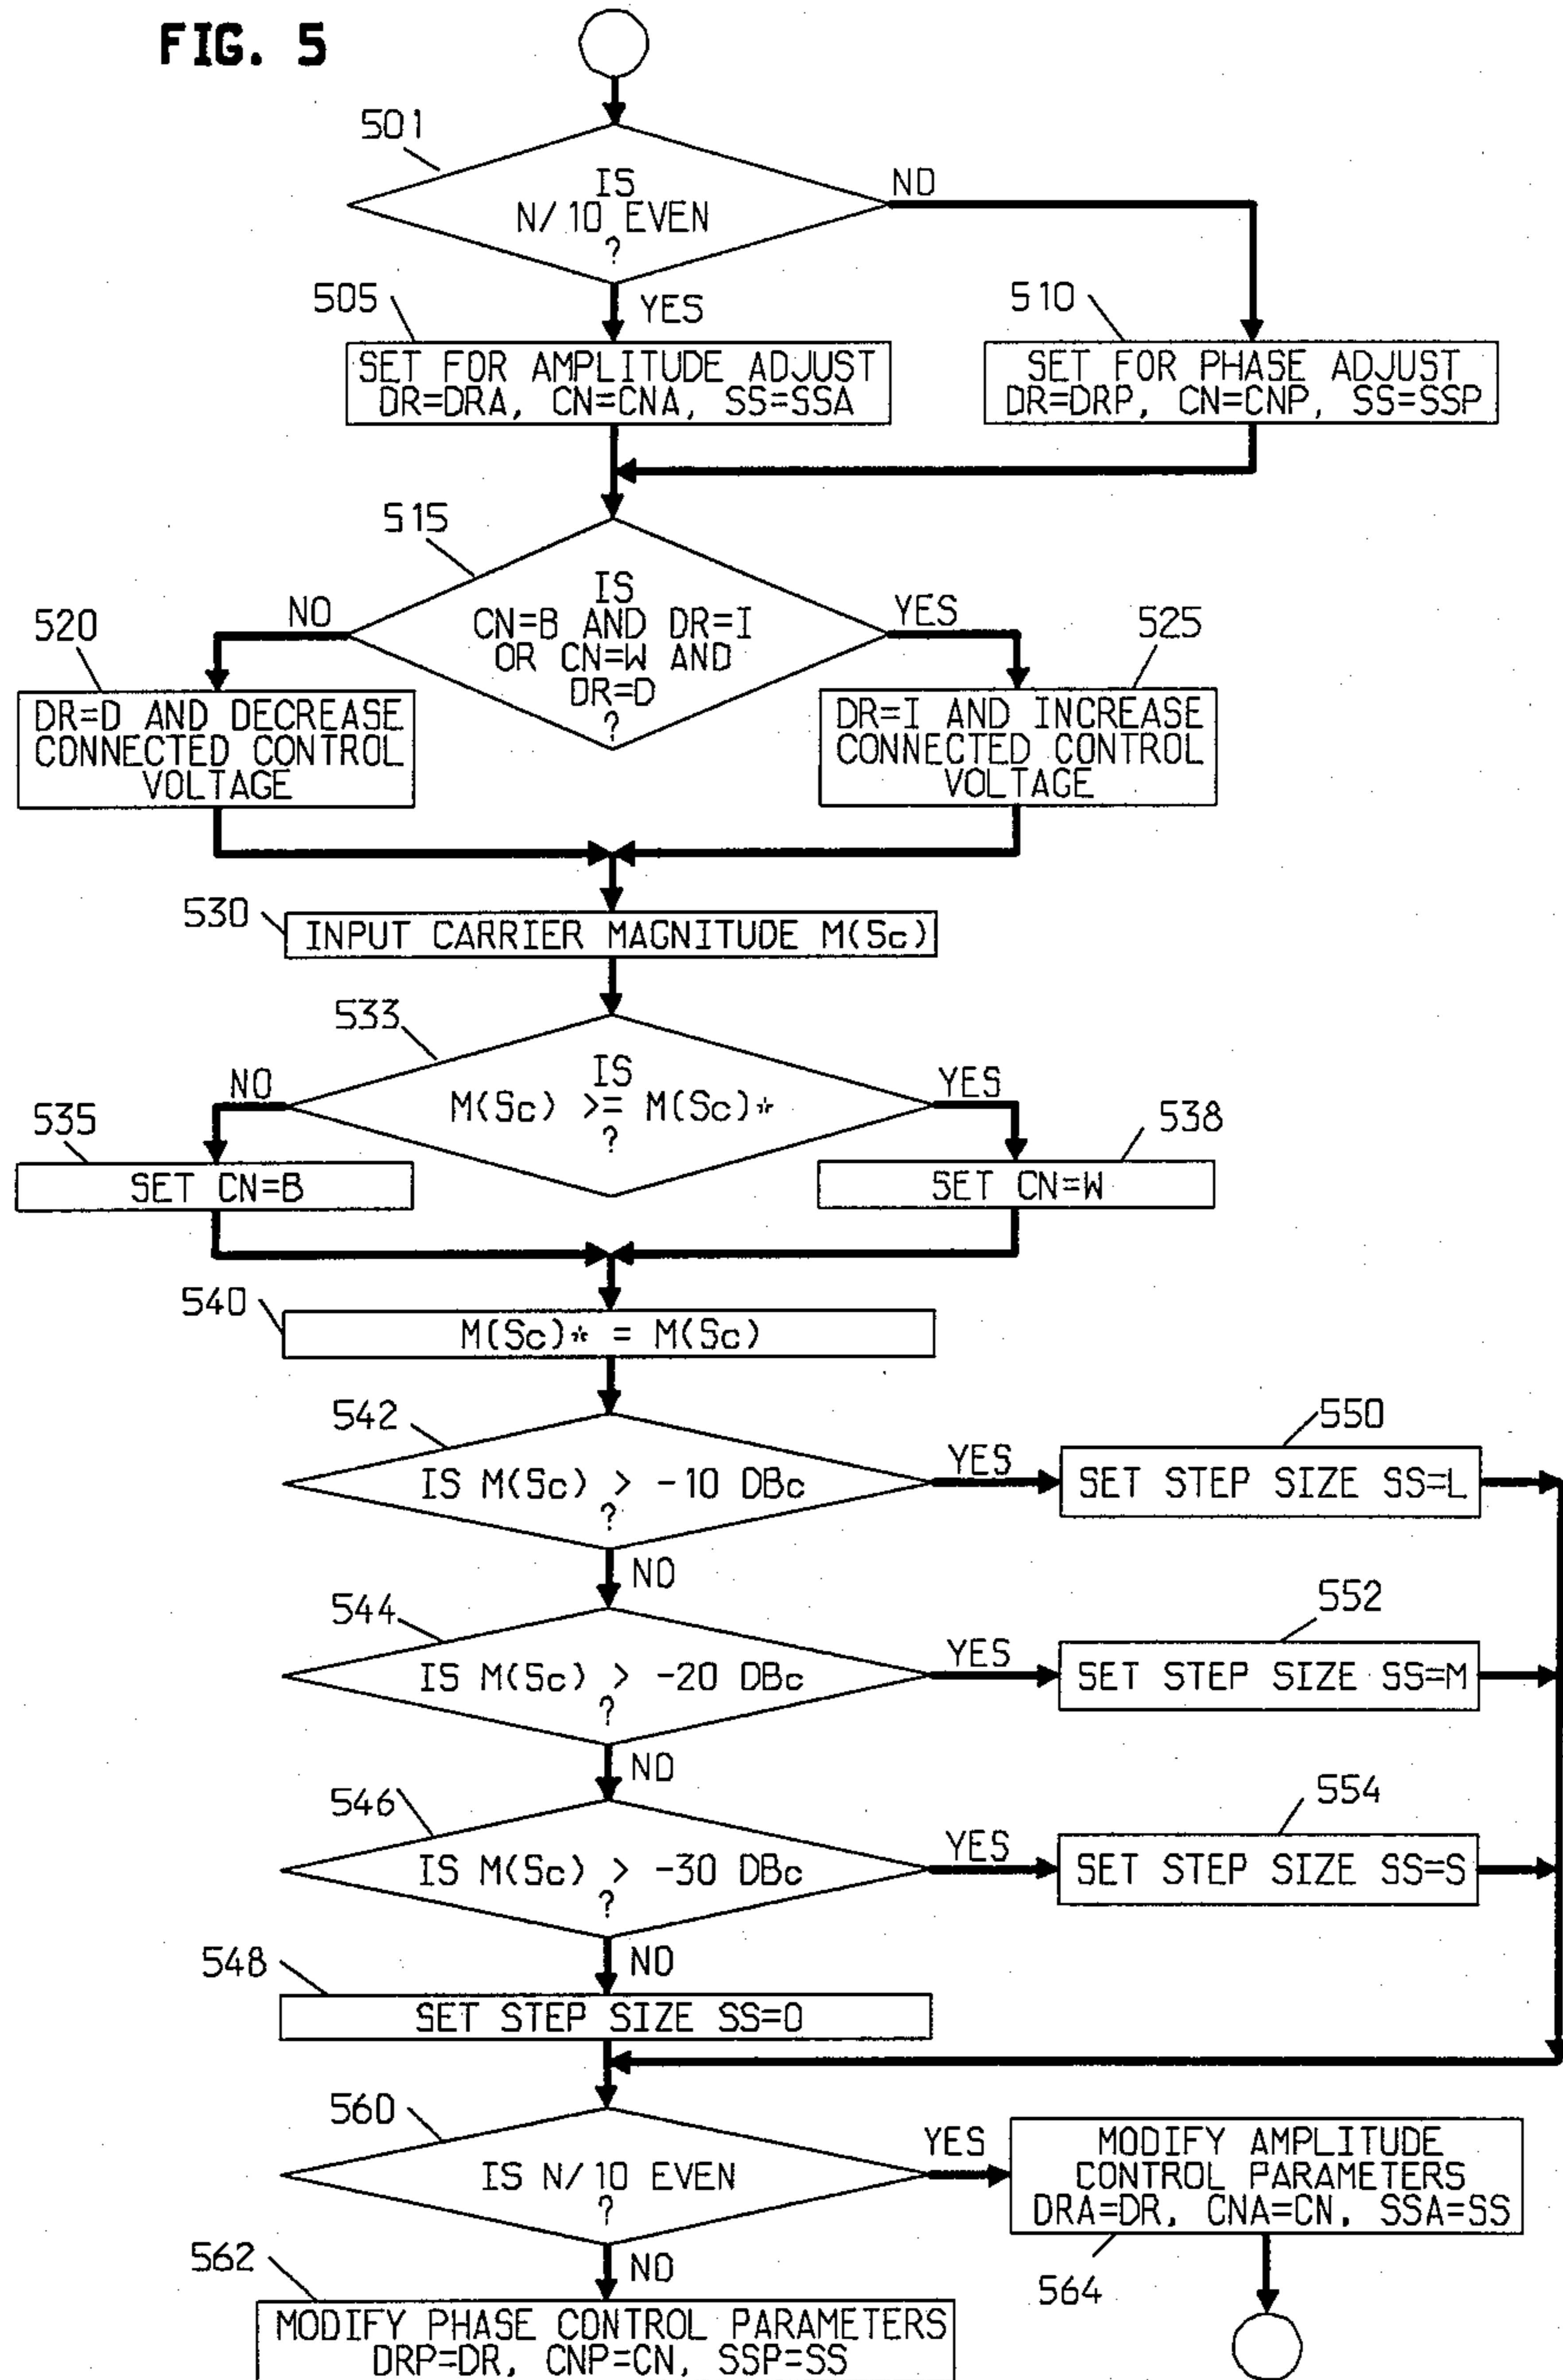 FIG. 5
501
IS
N/10 EVEN
?
NO
505
YES
510
SET FOR AMPLITUDE ADJUST
DR=DRA, CN=CNA, SS=SSA
SET FOR PHASE ADJUST
DR=DRP, CN=CNP, SS=SSP
515
IS
CN=B AND DR=I
OR CN=W AND
DR=D
?
NO
YES
520
525
DR=D AND DECREASE
CONNECTED CONTROL
VOLTAGE
DR=I AND INCREASE
CONNECTED CONTROL
VOLTAGE
530
INPUT CARRIER MAGNITUDE M(Sc)
533
IS
M(Sc) >= M(Sc)*
?
NO
YES
535
538
SET CN=B
SET CN=W
540
M(Sc)* = M(Sc)
542
IS M(Sc) > -10 DBc
?
YES
550
SET STEP SIZE SS=L
NO
544
IS M(Sc) > -20 DBc
?
YES
552
SET STEP SIZE SS=M
NO
546
IS M(Sc) > -30 DBc
?
YES
554
SET STEP SIZE SS=S
NO
548
SET STEP SIZE SS=0
560
IS N/10 EVEN
?
YES
MODIFY AMPLITUDE
CONTROL PARAMETERS
DRA=DR, CNA=CN, SSA=SS
564
NO
562
MODIFY PHASE CONTROL PARAMETERS
DRP=DR, CNP=CN, SSP=SS